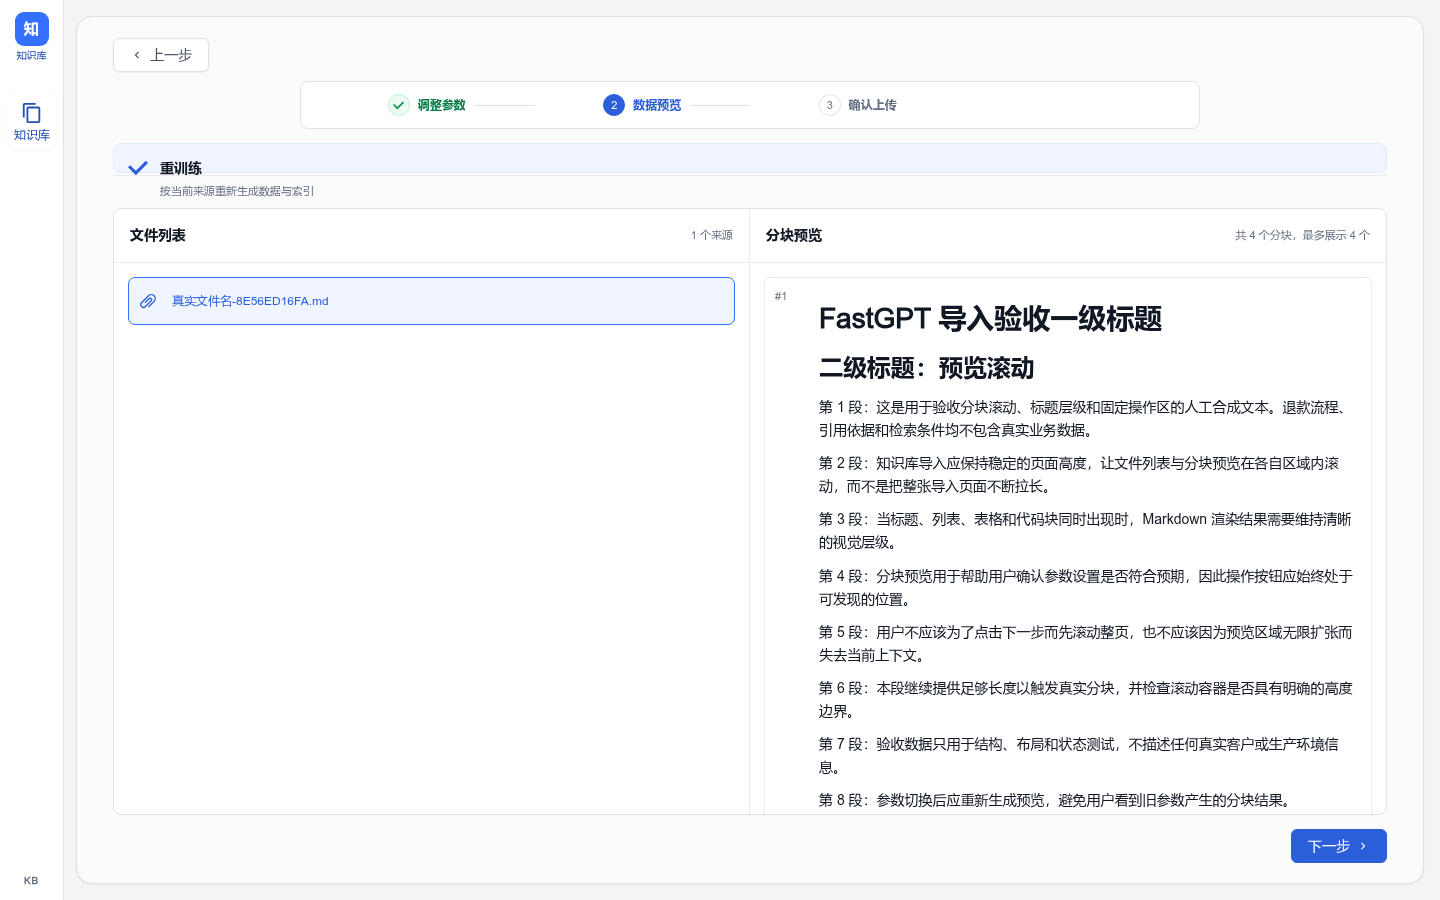 知
知识库
知识库
KB
上一步
调整参数
2 数据预览
3 确认上传
重训练
按当前来源重新生成数据与索引
文件列表
1 个来源
真实文件名-8E56ED16FA.md
分块预览
共 4 个分块，最多展示 4 个
#1
FastGPT 导入验收一级标题
二级标题：预览滚动
第 1 段：这是用于验收分块滚动、标题层级和固定操作区的人工合成文本。退款流程、
引用依据和检索条件均不包含真实业务数据。
第 2 段：知识库导入应保持稳定的页面高度，让文件列表与分块预览在各自区域内滚
动，而不是把整张导入页面不断拉长。
第 3 段：当标题、列表、表格和代码块同时出现时，Markdown 渲染结果需要维持清晰
的视觉层级。
第 4 段：分块预览用于帮助用户确认参数设置是否符合预期，因此操作按钮应始终处于
可发现的位置。
第 5 段：用户不应该为了点击下一步而先滚动整页，也不应该因为预览区域无限扩张而
失去当前上下文。
第 6 段：本段继续提供足够长度以触发真实分块，并检查滚动容器是否具有明确的高度
边界。
第 7 段：验收数据只用于结构、布局和状态测试，不描述任何真实客户或生产环境信
息。
第 8 段：参数切换后应重新生成预览，避免用户看到旧参数产生的分块结果。
下一步